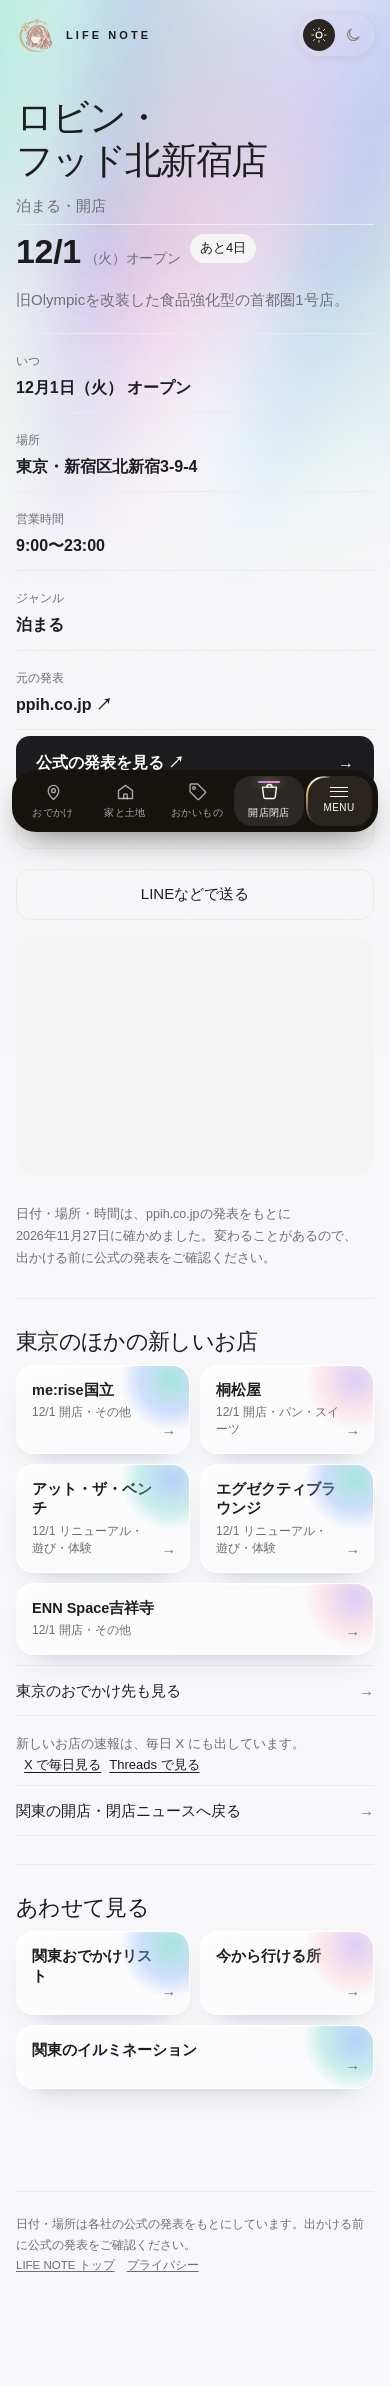 LIFE NOTE
ロビン・
フッド北新宿店
泊まる・開店
12/1（火）オープン あと4日
旧Olympicを改装した食品強化型の首都圏1号店。
いつ
12月1日（火） オープン
場所
東京・新宿区北新宿3-9-4
営業時間
9:00〜23:00
ジャンル
泊まる
元の発表
ppih.co.jp ↗
公式の発表を見る ↗ →
おでかけ 家と土地 おかいもの 開店閉店 MENU
LINEなどで送る
日付・場所・時間は、ppih.co.jpの発表をもとに
2026年11月27日に確かめました。変わることがあるので、
出かける前に公式の発表をご確認ください。
東京のほかの新しいお店
me:rise国立
12/1 開店・その他
→
桐松屋
12/1 開店・パン・スイ
ーツ
→
アット・ザ・ベン
チ
12/1 リニューアル・
遊び・体験
→
エグゼクティブラ
ウンジ
12/1 リニューアル・
遊び・体験
→
ENN Space吉祥寺
12/1 開店・その他
→
東京のおでかけ先も見る →
新しいお店の速報は、毎日 X にも出しています。
X で毎日見る Threads で見る
関東の開店・閉店ニュースへ戻る →
あわせて見る
関東おでかけリス
ト
→
今から行ける所
→
関東のイルミネーション
→
日付・場所は各社の公式の発表をもとにしています。出かける前
に公式の発表をご確認ください。
LIFE NOTE トップ プライバシー